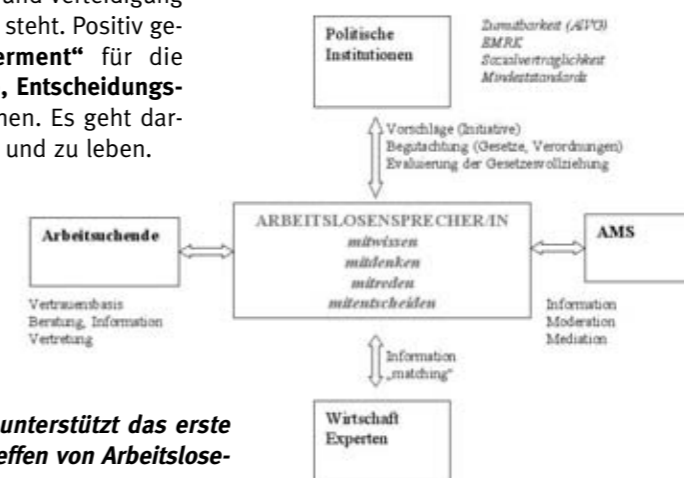 und Verteidigung
steht. Positiv ge-
erment“ für die
, Entscheidungs-
nen. Es geht dar-
und zu leben.
Politische
Institutionen
Zumutbarkeit (AlVG)
EMRK
Sozialverträglichkeit
Mindeststandards
Vorschläge (Initiative)
Begutachtung (Gesetze, Verordnungen)
Evaluierung der Gesetzesvollziehung
Arbeitsuchende
ARBEITSLOSENSPRECHER/IN
mitwissen
mitdenken
mitreden
mitentscheiden
AMS
Vertrauensbasis
Beratung, Information
Vertretung
Information
Moderation
Mediation
Information
„matching“
Wirtschaft
Experten
unterstützt das erste
effen von Arbeitslose-